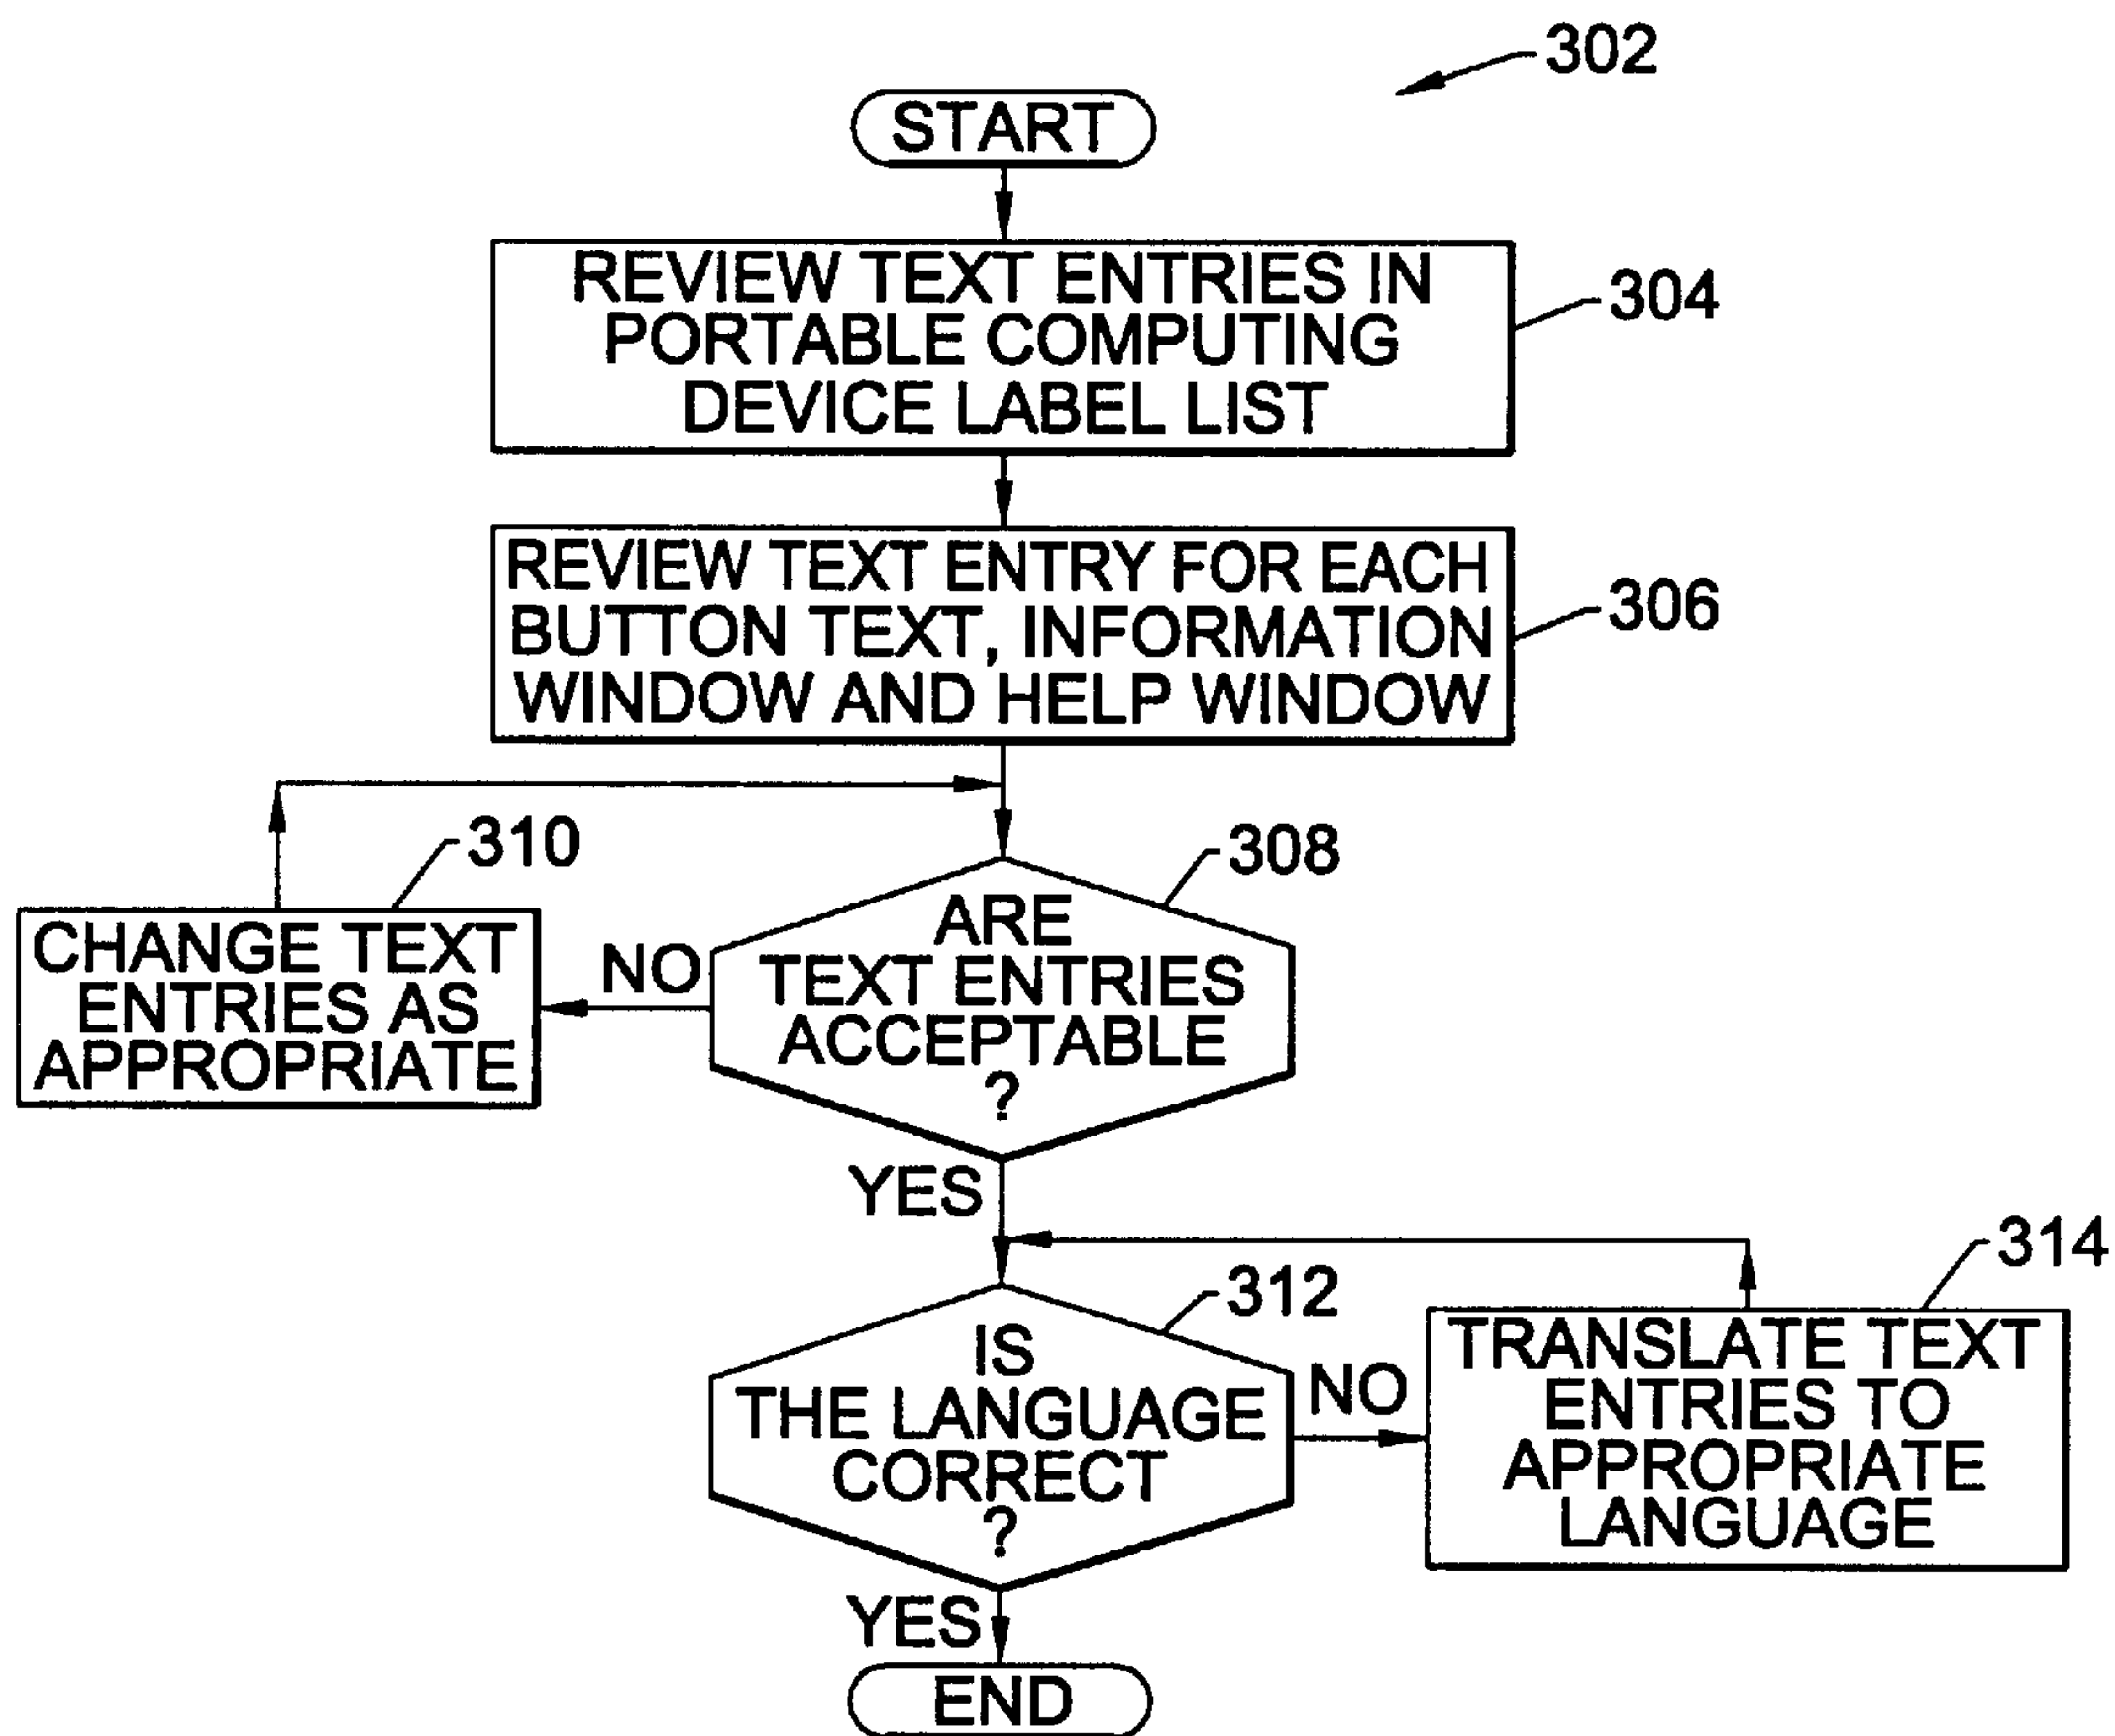 302
START
REVIEW TEXT ENTRIES IN
PORTABLE COMPUTING
DEVICE LABEL LIST
304
REVIEW TEXT ENTRY FOR EACH
BUTTON TEXT, INFORMATION
WINDOW AND HELP WINDOW
306
310
308
CHANGE TEXT
ENTRIES AS
APPROPRIATE
NO
ARE
TEXT ENTRIES
ACCEPTABLE
?
YES
312
314
IS
THE LANGUAGE
CORRECT
?
NO
TRANSLATE TEXT
ENTRIES TO
APPROPRIATE
LANGUAGE
YES
END